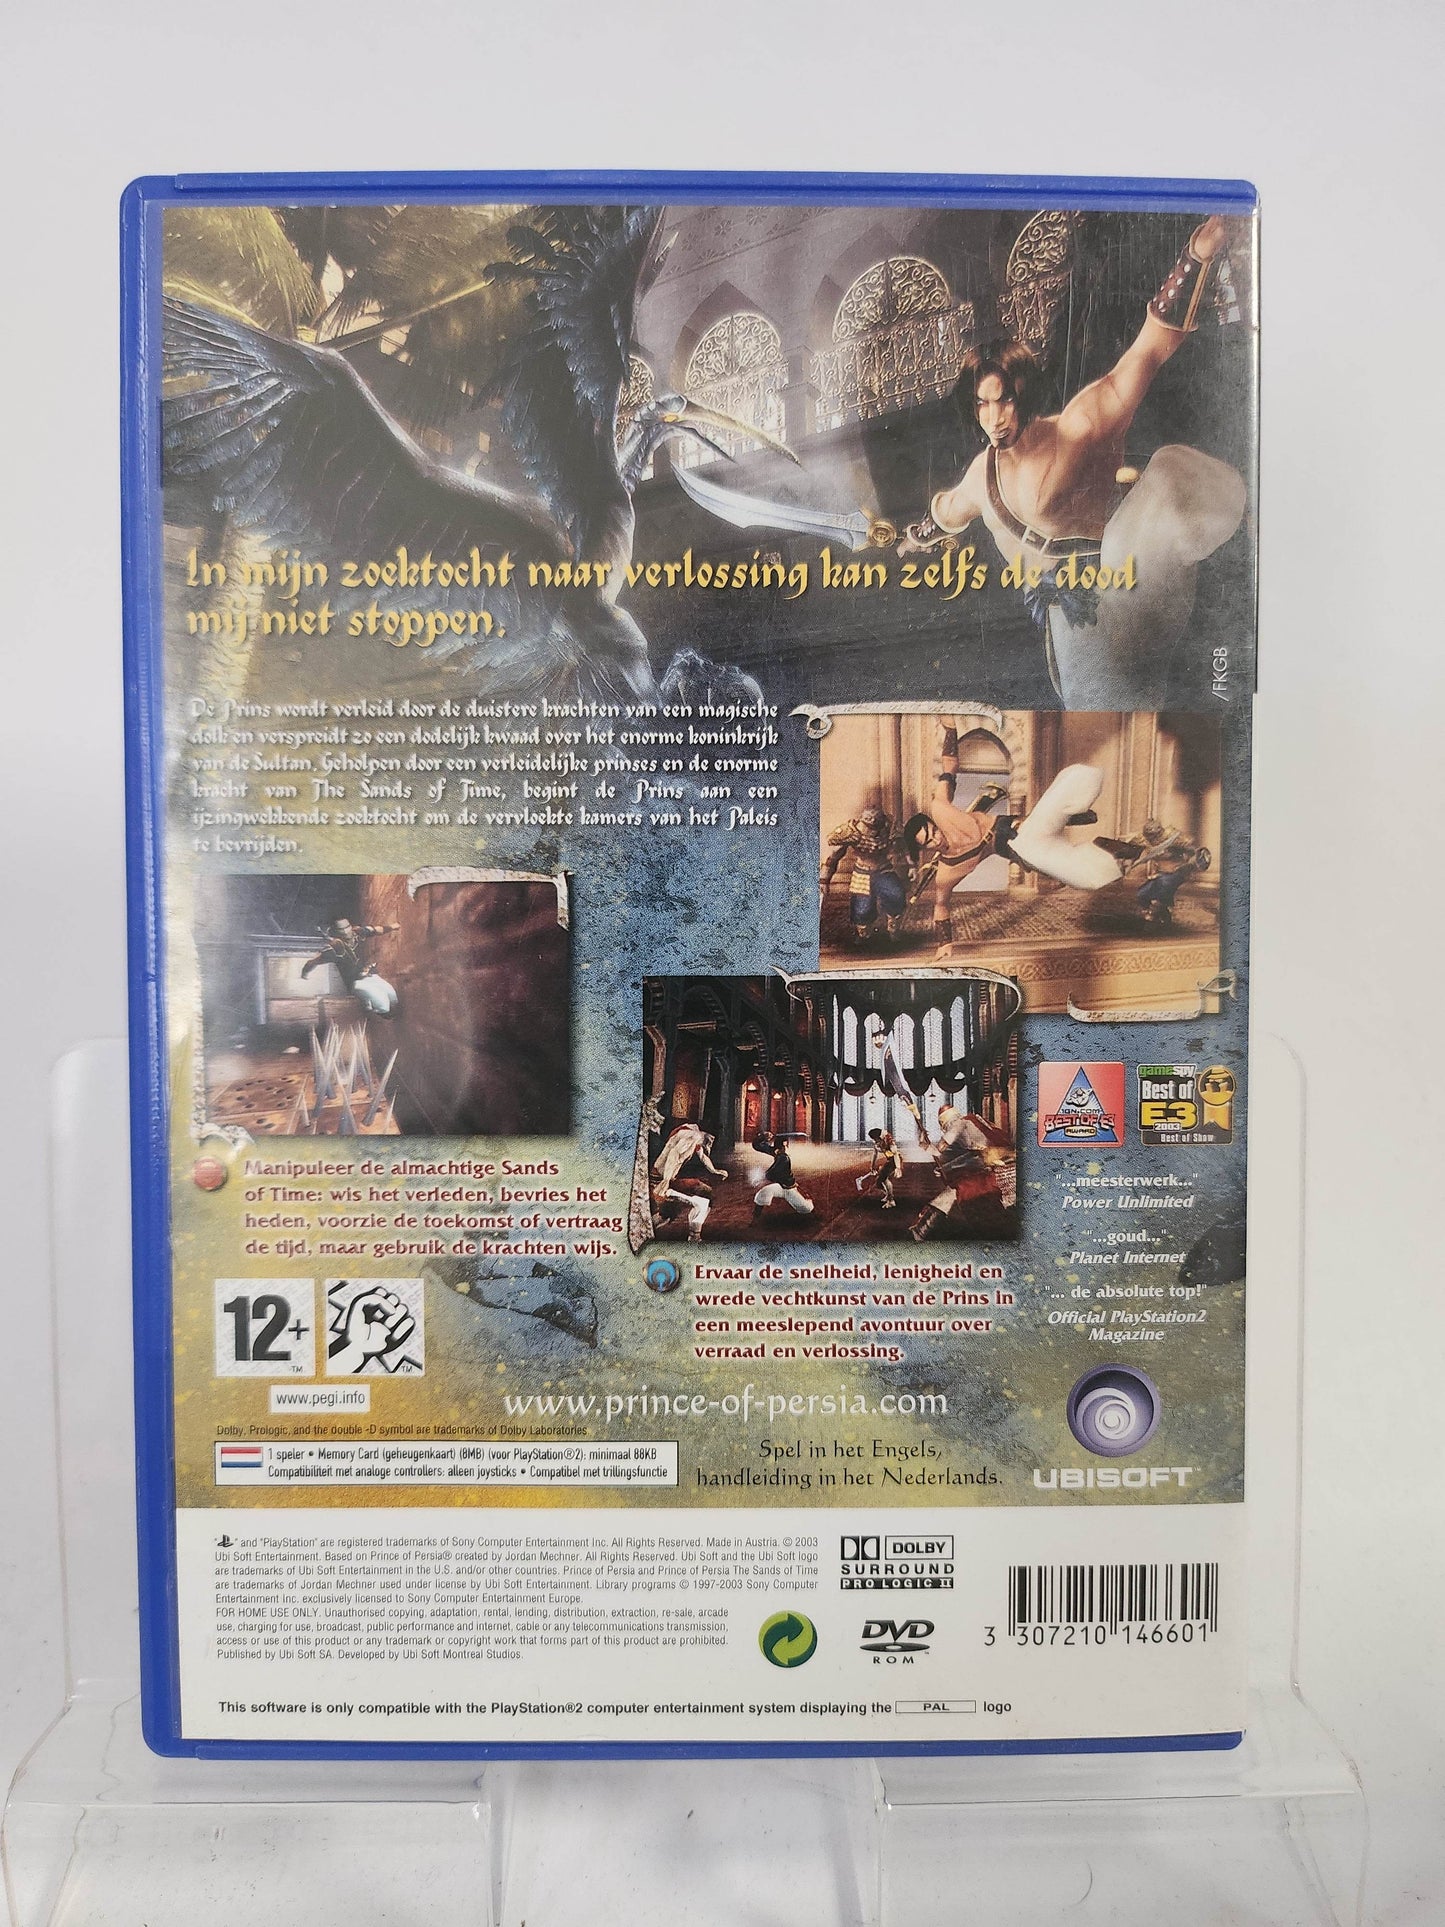 In mijn zoektocht naar verlossing kan zelfs de dood
mij niet stoppen.
/FKGB
De Prins wordt verleid door de duistere krachten van een magische
dolk en verspreidt zo een dodelijk kwaad over het enorme koninkrijk
van de Sultan. Geholpen door een verleidelijke prinses en de enorme
kracht van The Sands of Time, begint de Prins aan een
ijzingwekkende zoektocht om de vervloekte kamers van het Paleis
te bevrijden.
Manipuleer de almachtige Sands
of Time: wis het verleden, bevries het
heden, voorzie de toekomst of vertraag
de tijd, maar gebruik de krachten wijs.
Ervaar de snelheid, lenigheid en
wrede vechtkunst van de Prins in
een meeslepend avontuur over
verraad en verlossing.
IGN.COM
BEST OF E3
AWARD
gamespy
Best of
E3
2003
Best of Show
"...meesterwerk..."
Power Unlimited
"...goud..."
Planet Internet
"... de absolute top!"
Official PlayStation2
Magazine
12+
TM
TM
www.pegi.info
www.prince-of-persia.com
Dolby, Prologic, and the double -D symbol are trademarks of Dolby Laboratories
1 speler • Memory Card (geheugenkaart) (8MB) (voor PlayStation®2): minimaal 88KB
Compatibiliteit met analoge controllers: alleen joysticks • Compatibel met trillingsfunctie
Spel in het Engels,
handleiding in het Nederlands.
UBISOFT
" " and "PlayStation" are registered trademarks of Sony Computer Entertainment Inc. All Rights Reserved. Made in Austria. © 2003
Ubi Soft Entertainment. Based on Prince of Persia® created by Jordan Mechner. All Rights Reserved. Ubi Soft and the Ubi Soft logo
are trademarks of Ubi Soft Entertainment in the U.S. and/or other countries. Prince of Persia and Prince of Persia The Sands of Time
are trademarks of Jordan Mechner used under license by Ubi Soft Entertainment. Library programs © 1997-2003 Sony Computer
Entertainment Inc. exclusively licensed to Sony Computer Entertainment Europe.
FOR HOME USE ONLY. Unauthorised copying, adaptation, rental, lending, distribution, extraction, re-sale, arcade
use, charging for use, broadcast, public performance and internet, cable or any telecommunications transmission,
access or use of this product or any trademark or copyright work that forms part of this product are prohibited.
Published by Ubi Soft SA. Developed by Ubi Soft Montreal Studios.
DOLBY
SURROUND
PRO LOGIC II
DVD
ROM
3 307210 146601
This software is only compatible with the PlayStation®2 computer entertainment system displaying the PAL logo